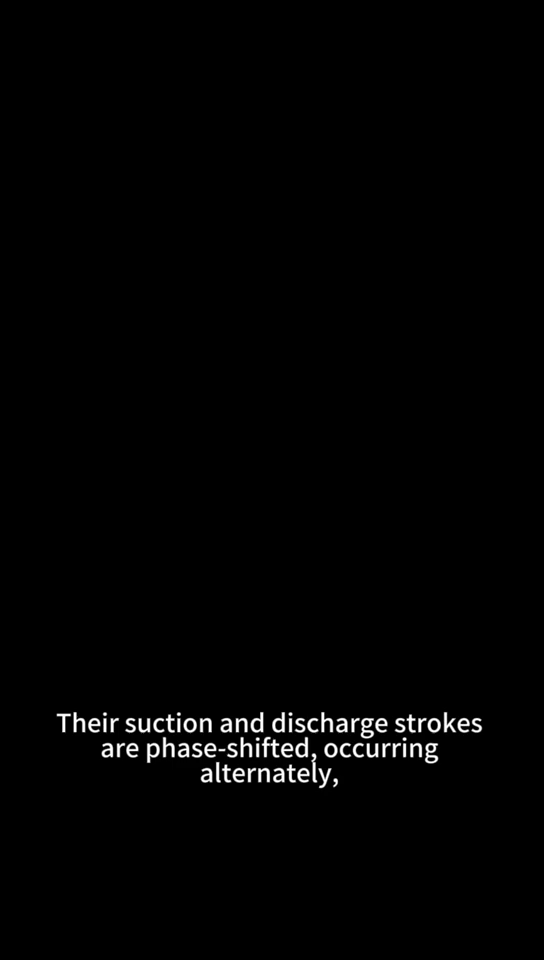 Their suction and discharge strokes
are phase-shifted, occurring
alternately,